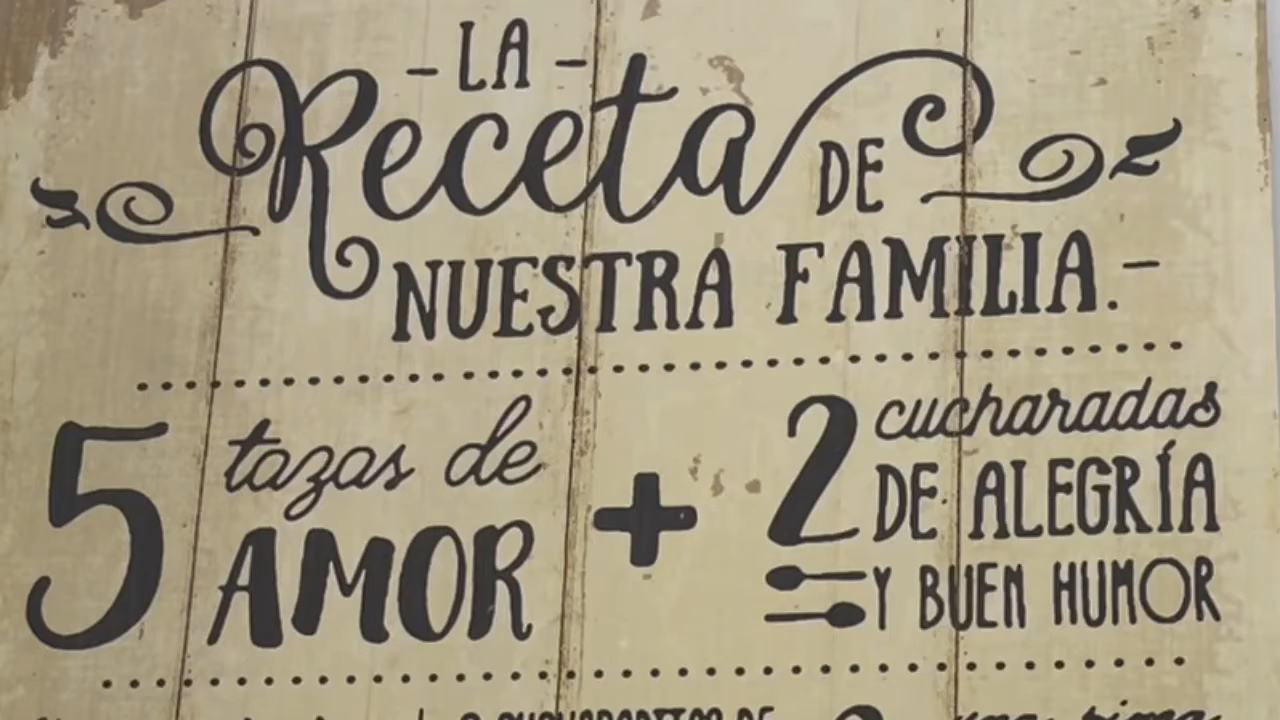 - LA -
Receta DE
NUESTRA FAMILIA. -
5 tazas de
AMOR
+
2 cucharadas
DE ALEGRÍA
Y BUEN HUMOR